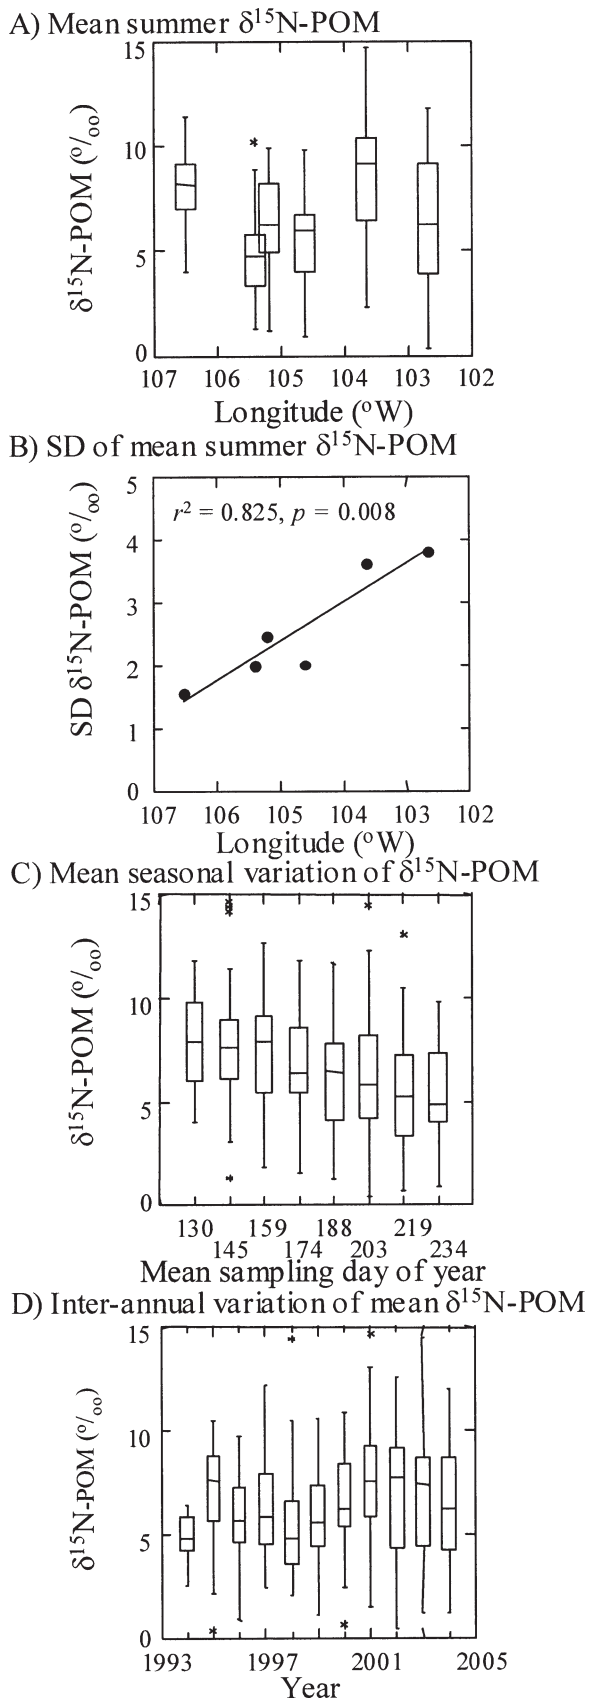 A) Mean summer δ¹⁵N-POM
15
10
5
0
δ¹⁵N-POM (º/ₒₒ)
107 106 105 104 103 102
Longitude (ºW)
B) SD of mean summer δ¹⁵N-POM
r² = 0.825, p = 0.008
5
4
3
2
1
0
SD δ¹⁵N-POM (º/ₒₒ)
107 106 105 104 103 102
Longitude (ºW)
C) Mean seasonal variation of δ¹⁵N-POM
15
10
5
0
δ¹⁵N-POM (º/ₒₒ)
130 159 188 219
145 174 203 234
Mean sampling day of year
D) Inter-annual variation of mean δ¹⁵N-POM
15
10
5
0
δ¹⁵N-POM (º/ₒₒ)
1993 1997 2001 2005
Year